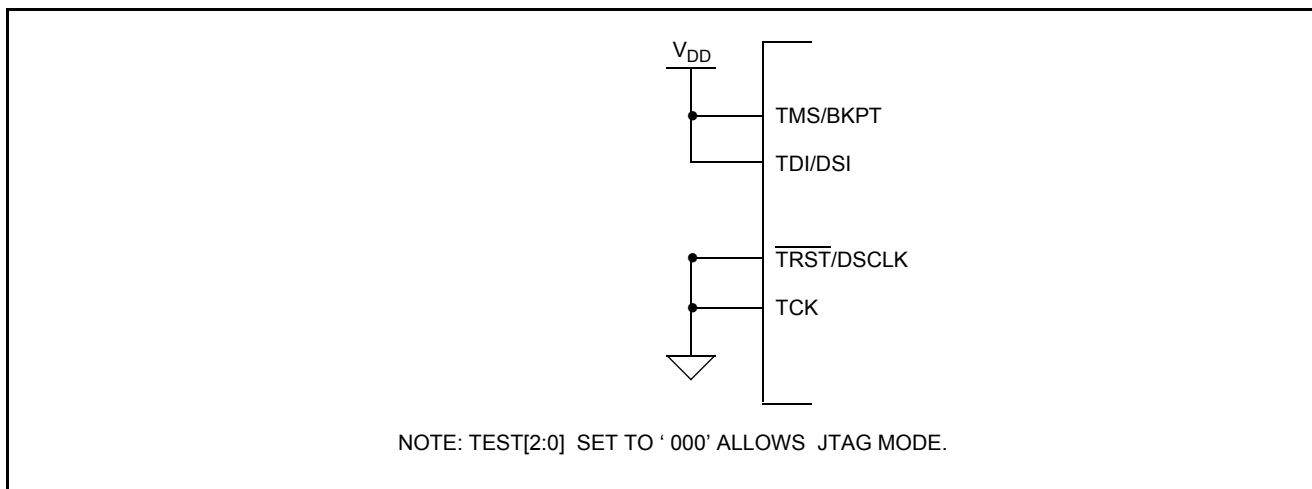 VDD
TMS/BKPT
TDI/DSI
TRST/DSCLK
TCK
NOTE: TEST[2:0] SET TO ‘ 000’ ALLOWS JTAG MODE.